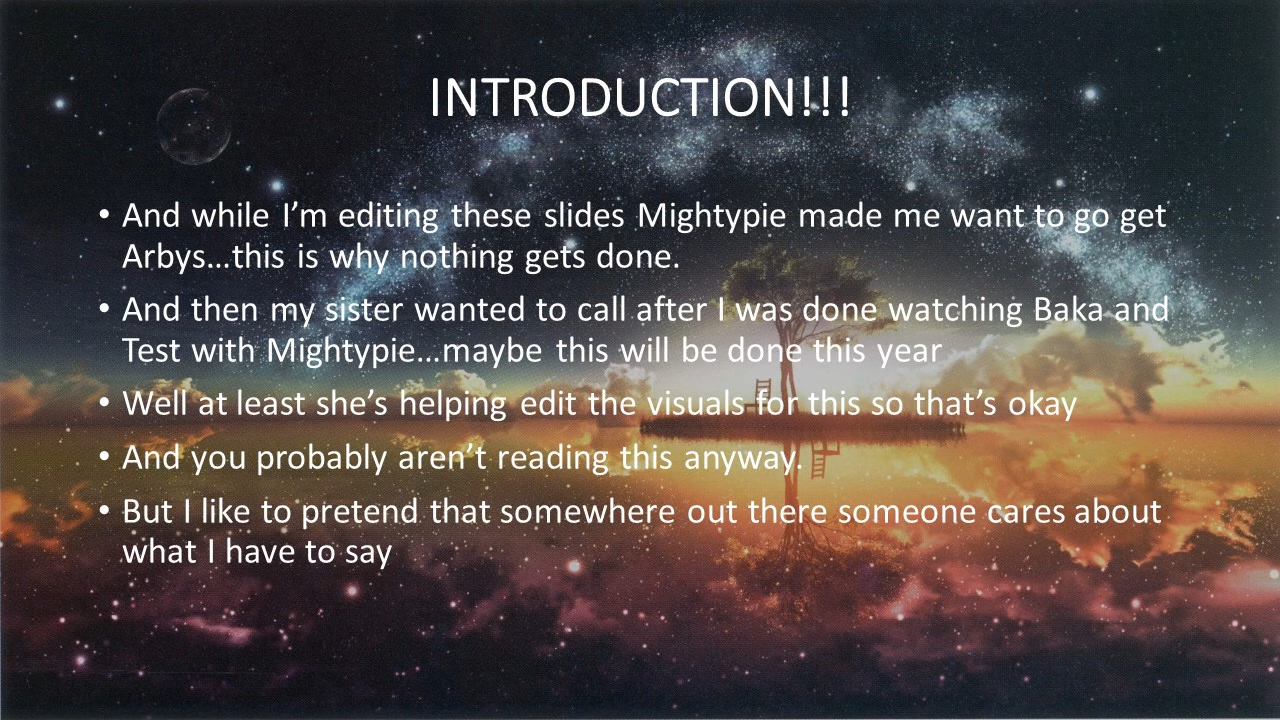 INTRODUCTION!!!
• And while I’m editing these slides Mightypie made me want to go get
Arbys…this is why nothing gets done.
• And then my sister wanted to call after I was done watching Baka and
Test with Mightypie…maybe this will be done this year
• Well at least she’s helping edit the visuals for this so that’s okay
• And you probably aren’t reading this anyway.
• But I like to pretend that somewhere out there someone cares about
what I have to say